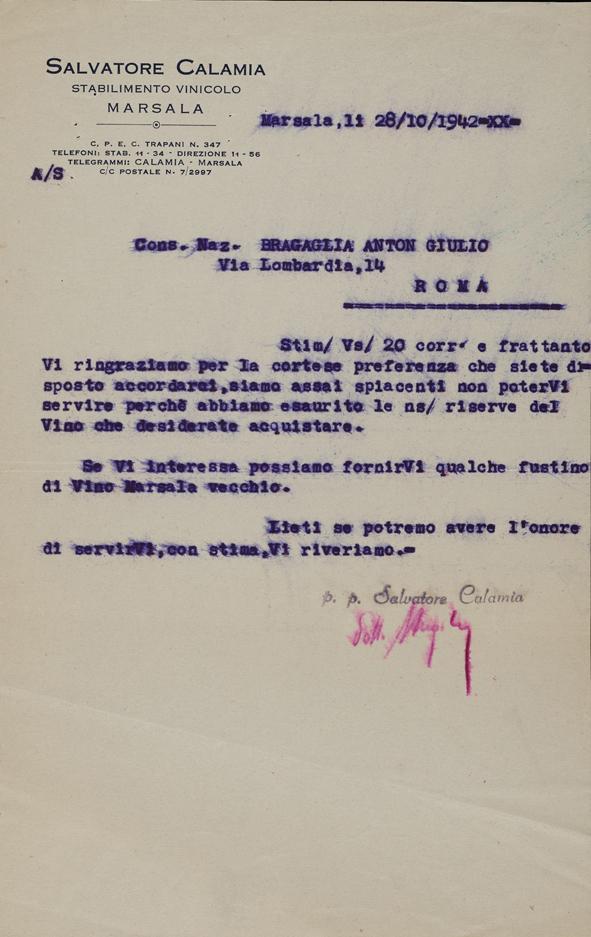 SALVATORE CALAMIA
STABILIMENTO VINICOLO
MARSALA
Marsala, li 28/10/1942=XX=
C. P. E. C. TRAPANI N. 347
TELEFONI: STAB. 11 - 34 - DIREZIONE 11 - 56
TELEGRAMMI: CALAMIA - MARSALA
C/C POSTALE N. 7/2997
A/S.
Cons. Naz. BRAGAGLIA ANTON GIULIO
Via Lombardia,14
ROMA
Stim/ Vs/ 20 corr. e frattanto
Vi ringraziamo per la cortese preferenza che siete di=
sposto accordarci,siamo assai spiacenti non poterVi
servire perchè abbiamo esaurito le ns/ riserve del
Vino che desiderate acquistare.
Se Vi interessa possiamo fornirVi qualche fustino
di Vino Marsala vecchio.
Lieti se potremo avere l'onore
di servirVi,con stima,Vi riveriamo.=
p. p. Salvatore Calamia
Dott.